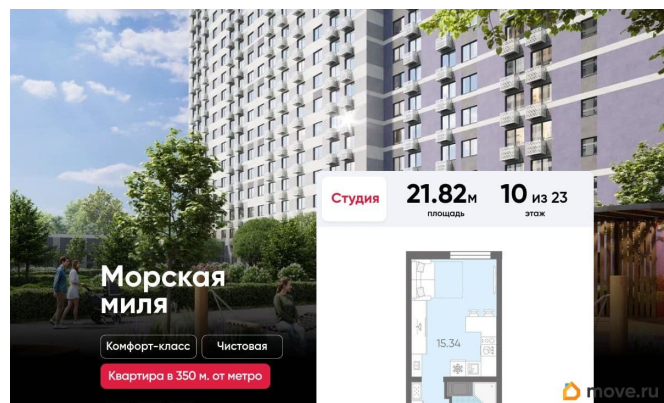 Студия
21.82м
площадь
10 из 23
этаж
Морская
миля
Комфорт-класс
Чистовая
Квартира в 350 м. от метро
15.34
move.ru